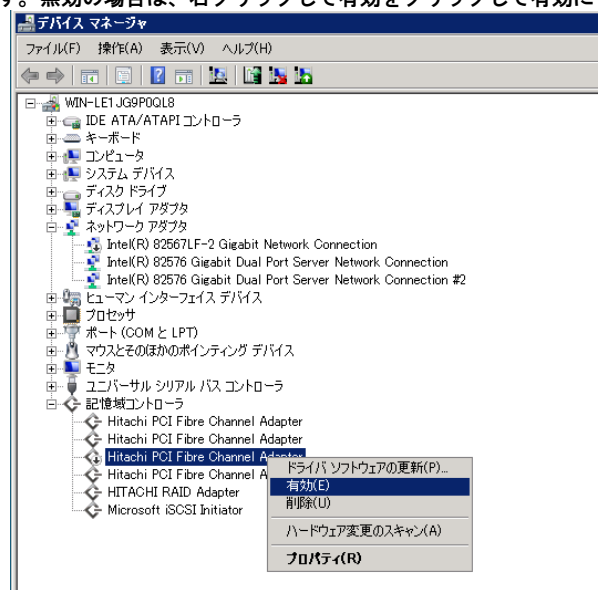 す。無効の場合は、右クリックして有効をクリックして有効に
デバイス マネージャ
ファイル(F) 操作(A) 表示(V) ヘルプ(H)
WIN-LE1JG9P0QL8
IDE ATA/ATAPI コントローラ
キーボード
コンピュータ
システム デバイス
ディスク ドライブ
ディスプレイ アダプタ
ネットワーク アダプタ
Intel(R) 82567LF-2 Gigabit Network Connection
Intel(R) 82576 Gigabit Dual Port Server Network Connection
Intel(R) 82576 Gigabit Dual Port Server Network Connection #2
ヒューマン インターフェイス デバイス
プロセッサ
ポート (COM と LPT)
マウスとそのほかのポインティング デバイス
モニタ
ユニバーサル シリアル バス コントローラ
記憶域コントローラ
Hitachi PCI Fibre Channel Adapter
Hitachi PCI Fibre Channel Adapter
Hitachi PCI Fibre Channel Adapter
Hitachi PCI Fibre Channel A
HITACHI RAID Adapter
Microsoft iSCSI Initiator
ドライバ ソフトウェアの更新(P)...
有効(E)
削除(U)
ハードウェア変更のスキャン(A)
プロパティ(R)